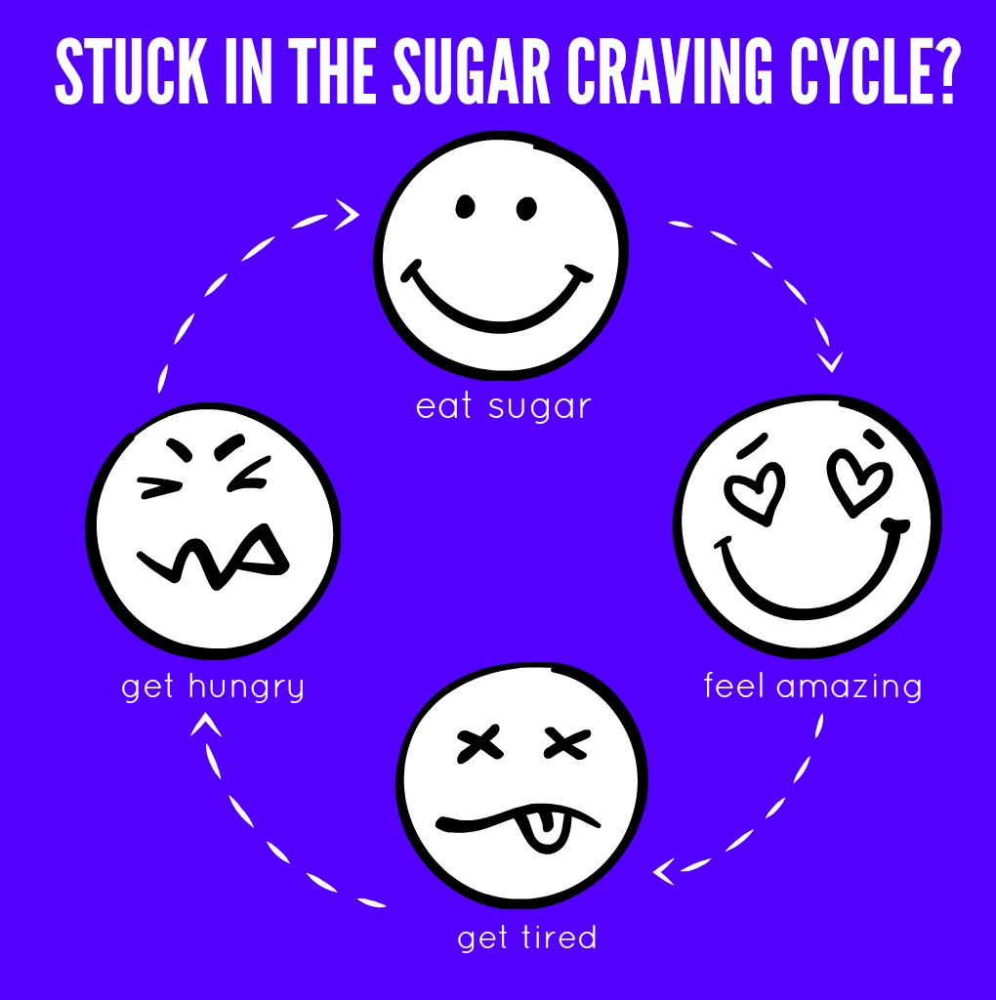 STUCK IN THE SUGAR CRAVING CYCLE?
eat sugar
feel amazing
get tired
get hungry